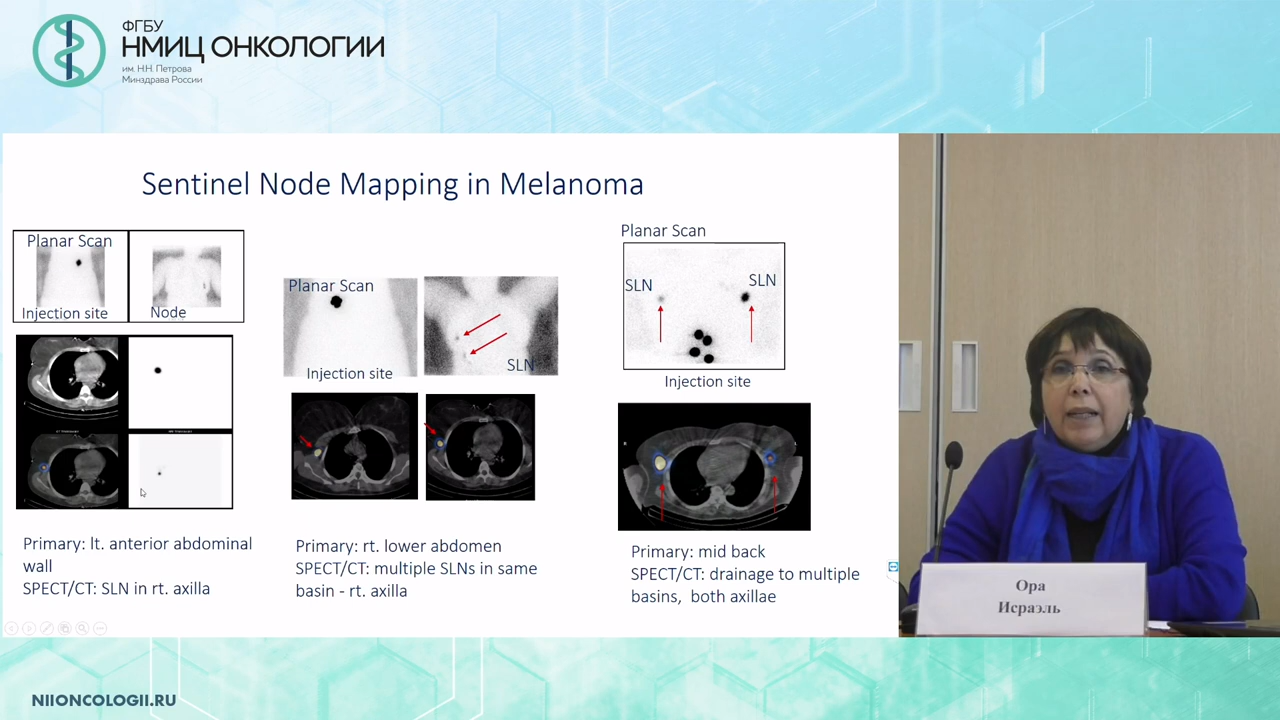 ФГБУ
НМИЦ ОНКОЛОГИИ
им. Н.Н. Петрова
Минздрава России
Sentinel Node Mapping in Melanoma
Planar Scan
Injection site
Node
Primary: lt. anterior abdominal
wall
SPECT/CT: SLN in rt. axilla
Planar Scan
Injection site
SLN
Primary: rt. lower abdomen
SPECT/CT: multiple SLNs in same
basin - rt. axilla
Planar Scan
SLN
SLN
Injection site
Primary: mid back
SPECT/CT: drainage to multiple
basins, both axillae
Ора
Исраэль
NIIONCOLOGII.RU